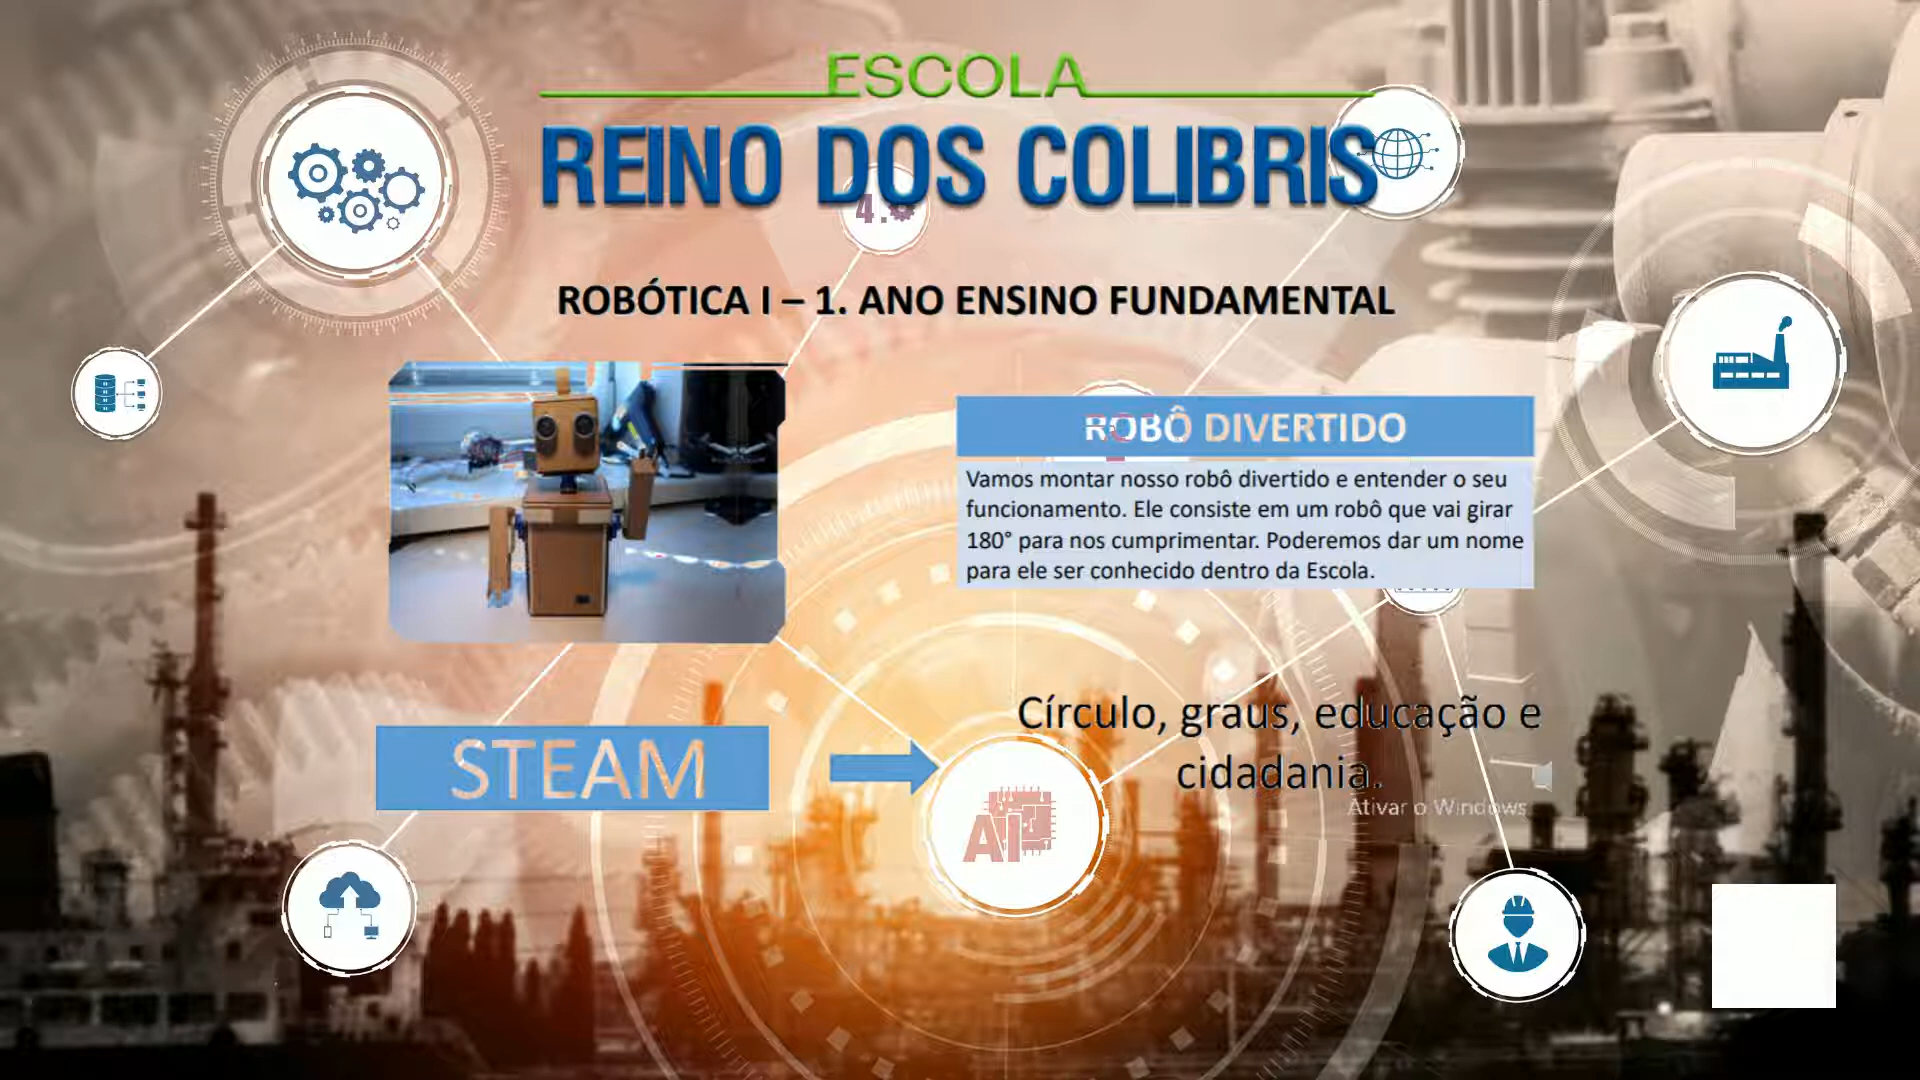 ESCOLA
REINO DOS COLIBRIS
4.
ROBÓTICA I – 1. ANO ENSINO FUNDAMENTAL
ROBÔ DIVERTIDO
Vamos montar nosso robô divertido e entender o seu
funcionamento. Ele consiste em um robô que vai girar
180° para nos cumprimentar. Poderemos dar um nome
para ele ser conhecido dentro da Escola.
STEAM
Círculo, graus, educação e
cidadania.
Ativar o Windows
AI